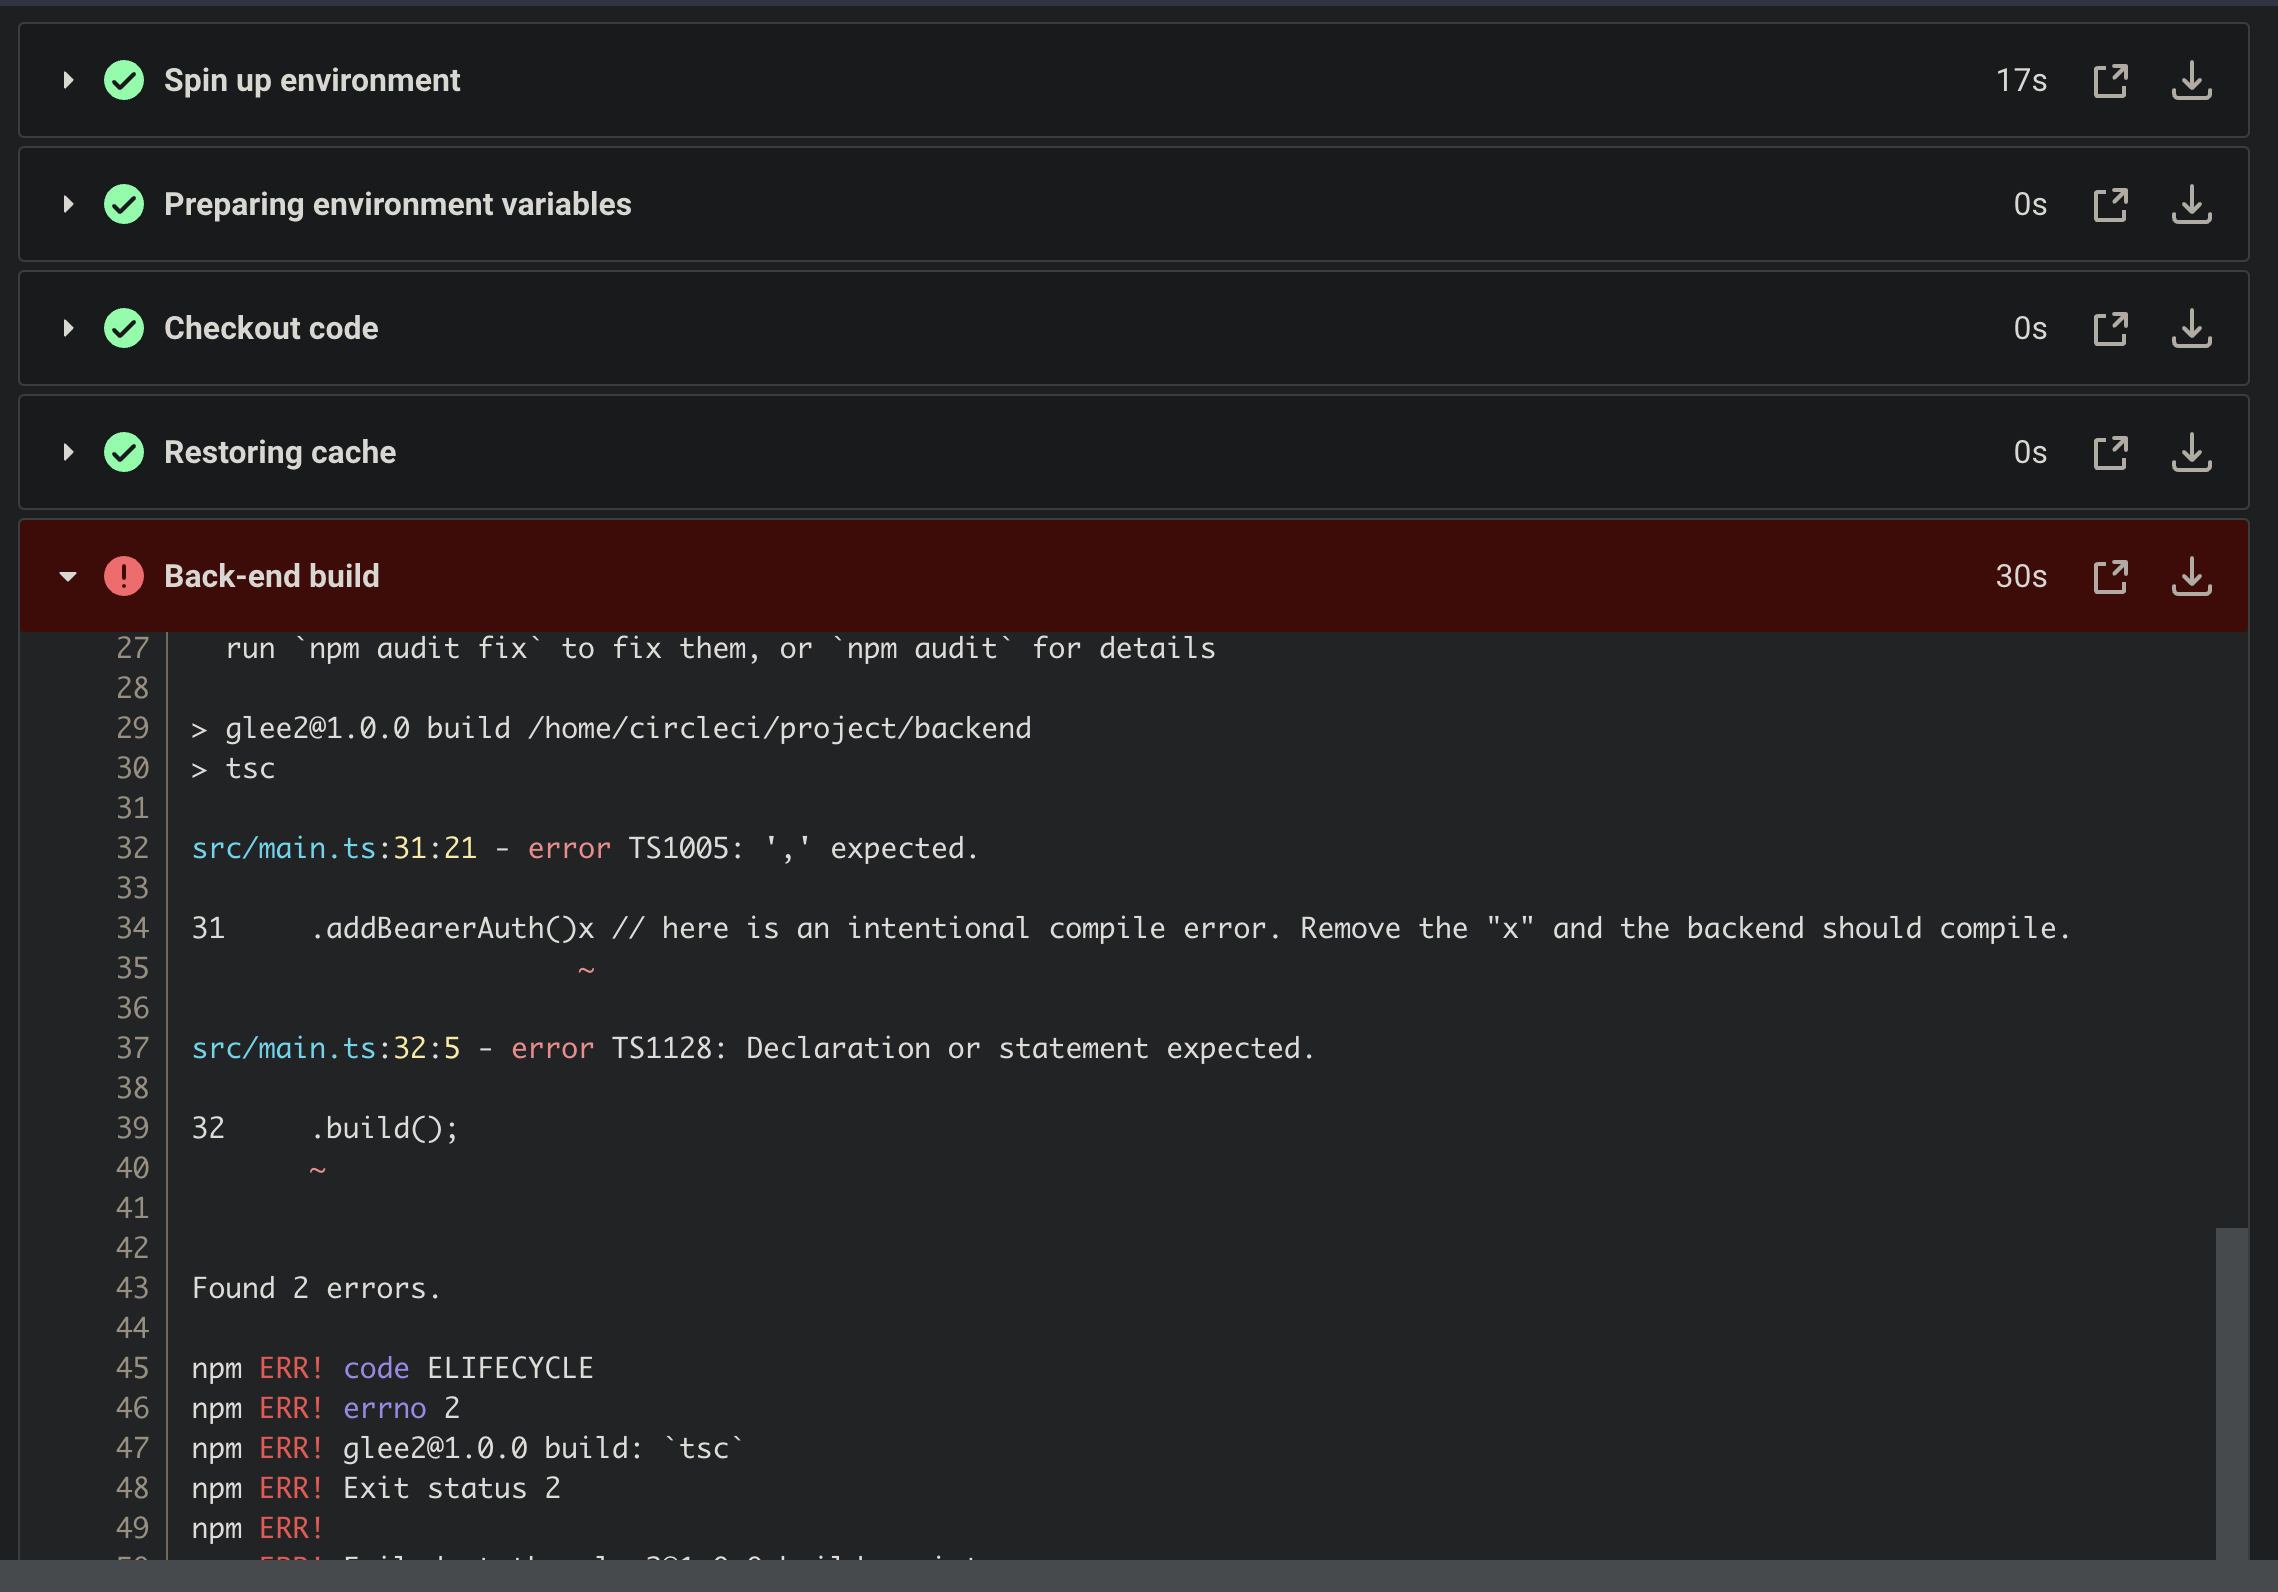 Spin up environment 17s
Preparing environment variables 0s
Checkout code 0s
Restoring cache 0s
Back-end build 30s
27   run `npm audit fix` to fix them, or `npm audit` for details
28
29 > glee2@1.0.0 build /home/circleci/project/backend
30 > tsc
31
32 src/main.ts:31:21 - error TS1005: ',' expected.
33
34 31     .addBearerAuth()x // here is an intentional compile error. Remove the "x" and the backend should compile.
35                        ~
36
37 src/main.ts:32:5 - error TS1128: Declaration or statement expected.
38
39 32     .build();
40        ~
41
42
43 Found 2 errors.
44
45 npm ERR! code ELIFECYCLE
46 npm ERR! errno 2
47 npm ERR! glee2@1.0.0 build: `tsc`
48 npm ERR! Exit status 2
49 npm ERR!